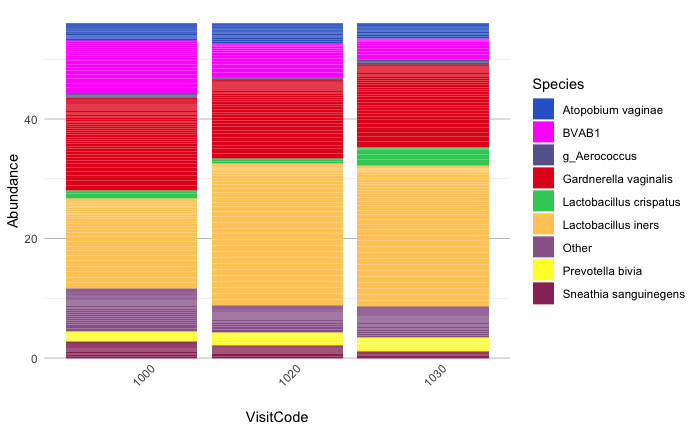 Species
Atopobium vaginae
BVAB1
g_Aerococcus
Gardnerella vaginalis
Lactobacillus crispatus
Lactobacillus iners
Other
Prevotella bivia
Sneathia sanguinegens
Abundance
40
20
0
1000
1020
1030
VisitCode